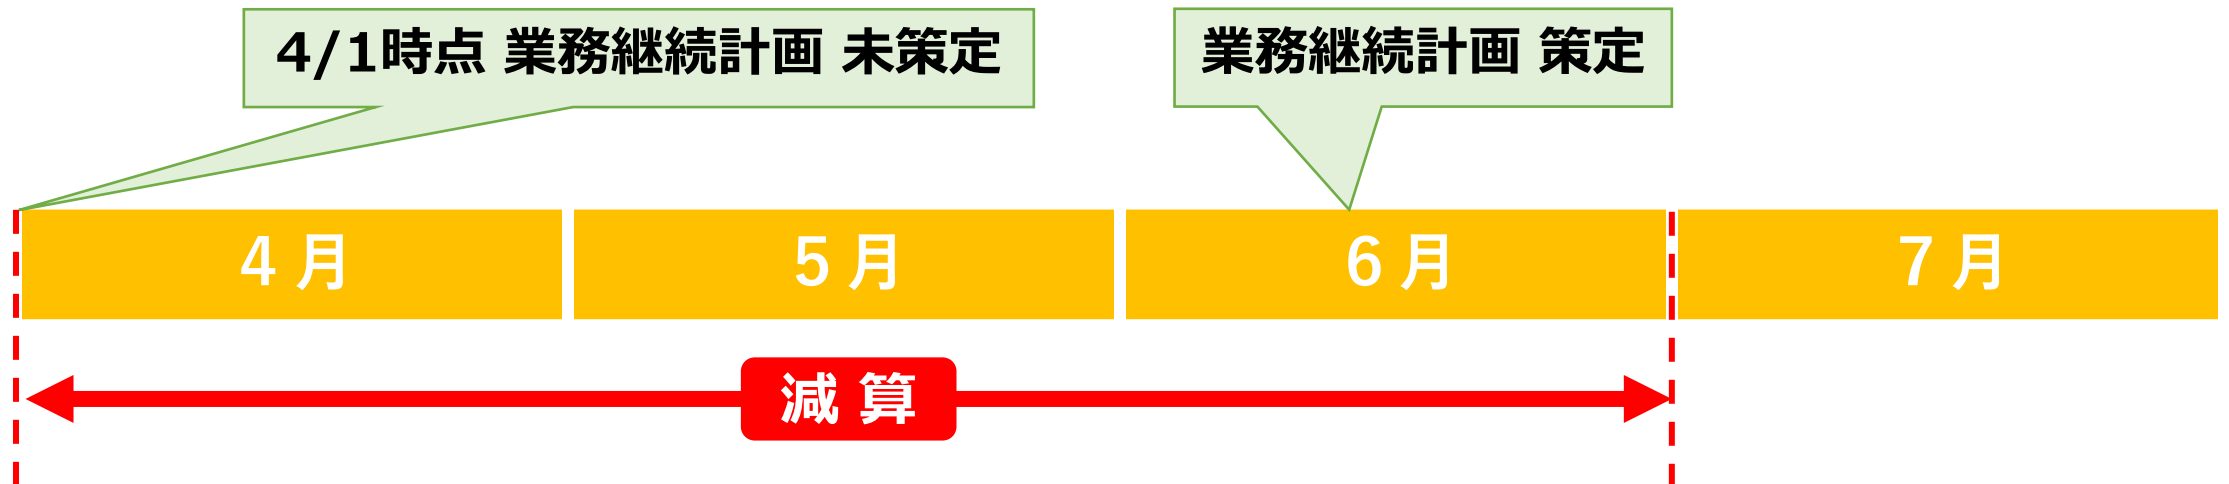 4/1時点 業務継続計画 未策定
業務継続計画 策定
4月
5月
6月
7月
減算